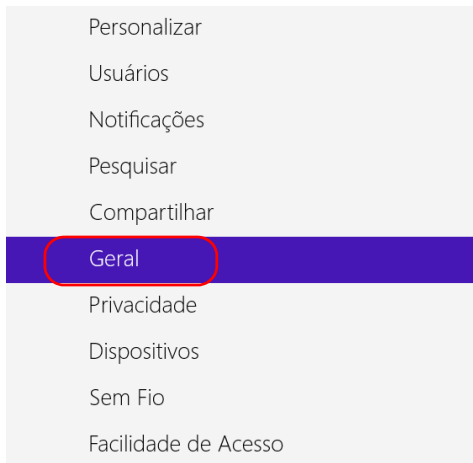 Personalizar
Usuários
Notificações
Pesquisar
Compartilhar
Geral
Privacidade
Dispositivos
Sem Fio
Facilidade de Acesso